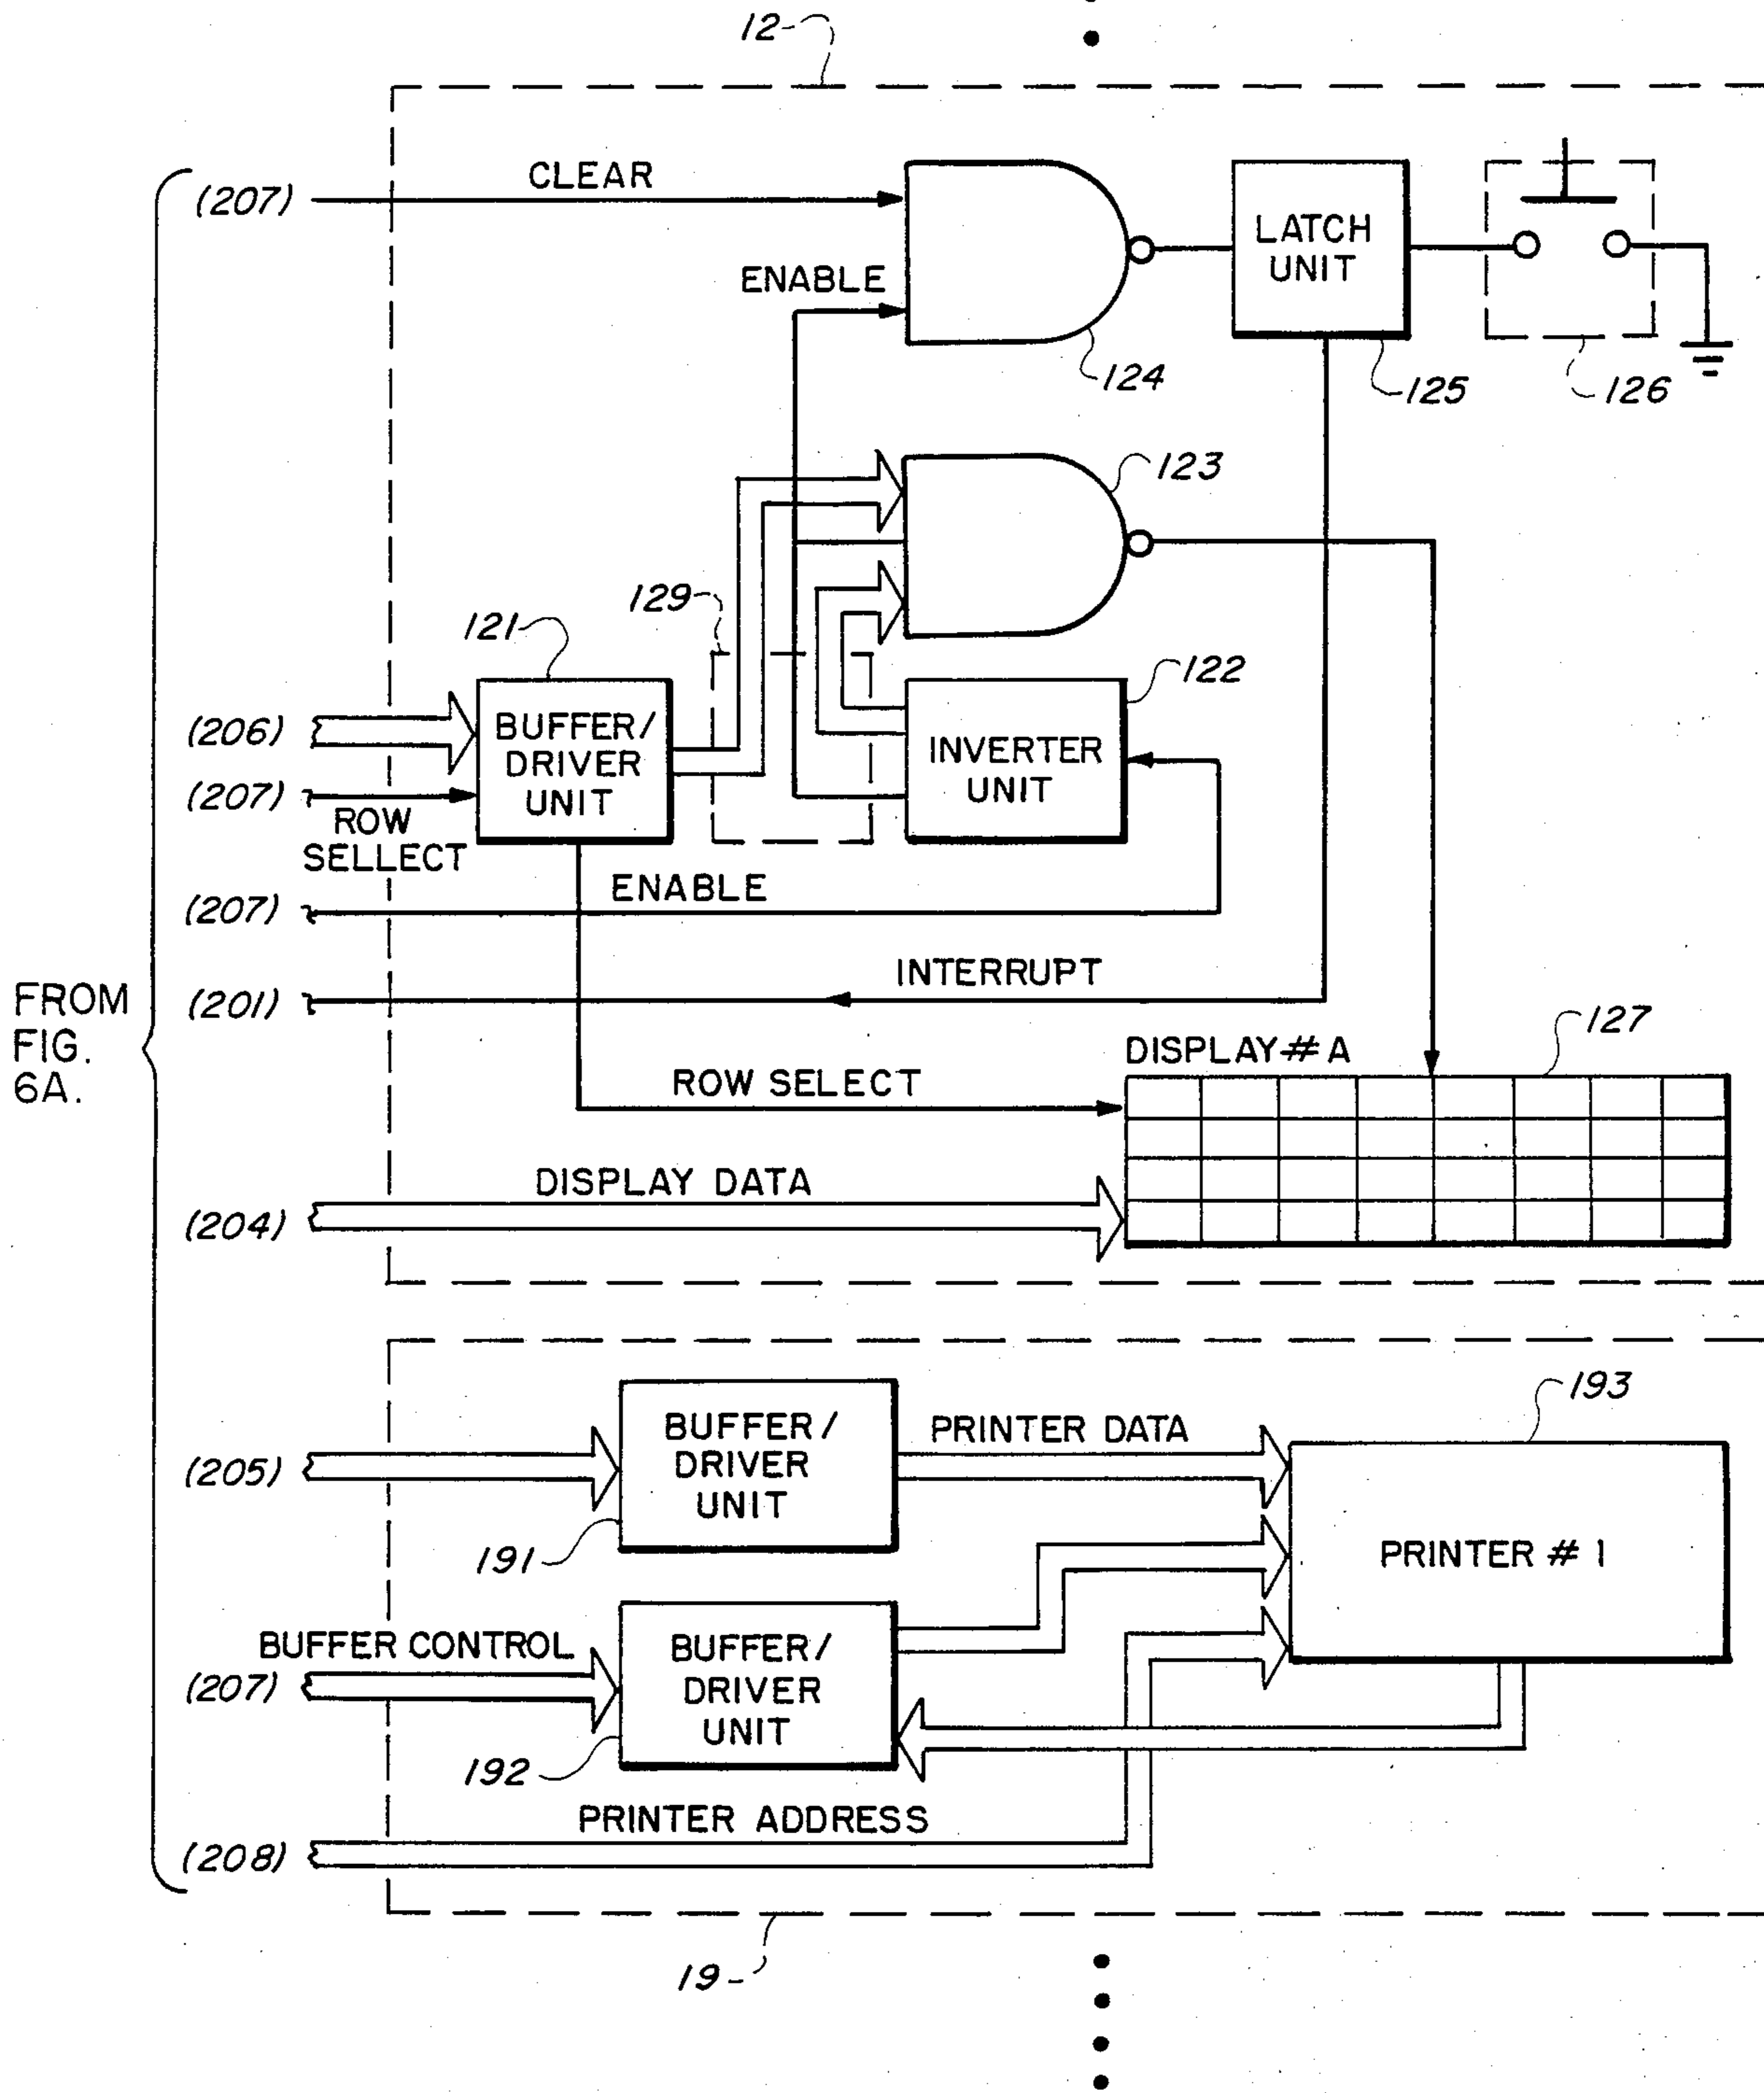 12
(207)
CLEAR
ENABLE
LATCH
UNIT
124
125
126
123
129
121
122
(206)
BUFFER/
DRIVER
UNIT
INVERTER
UNIT
(207)
ROW
SELLECT
(207)
ENABLE
INTERRUPT
(201)
FROM
FIG.
6A.
127
DISPLAY # A
ROW SELECT
DISPLAY DATA
(204)
193
BUFFER/
DRIVER
UNIT
PRINTER DATA
(205)
191
PRINTER # 1
BUFFER CONTROL
(207)
BUFFER/
DRIVER
UNIT
192
PRINTER ADDRESS
(208)
19